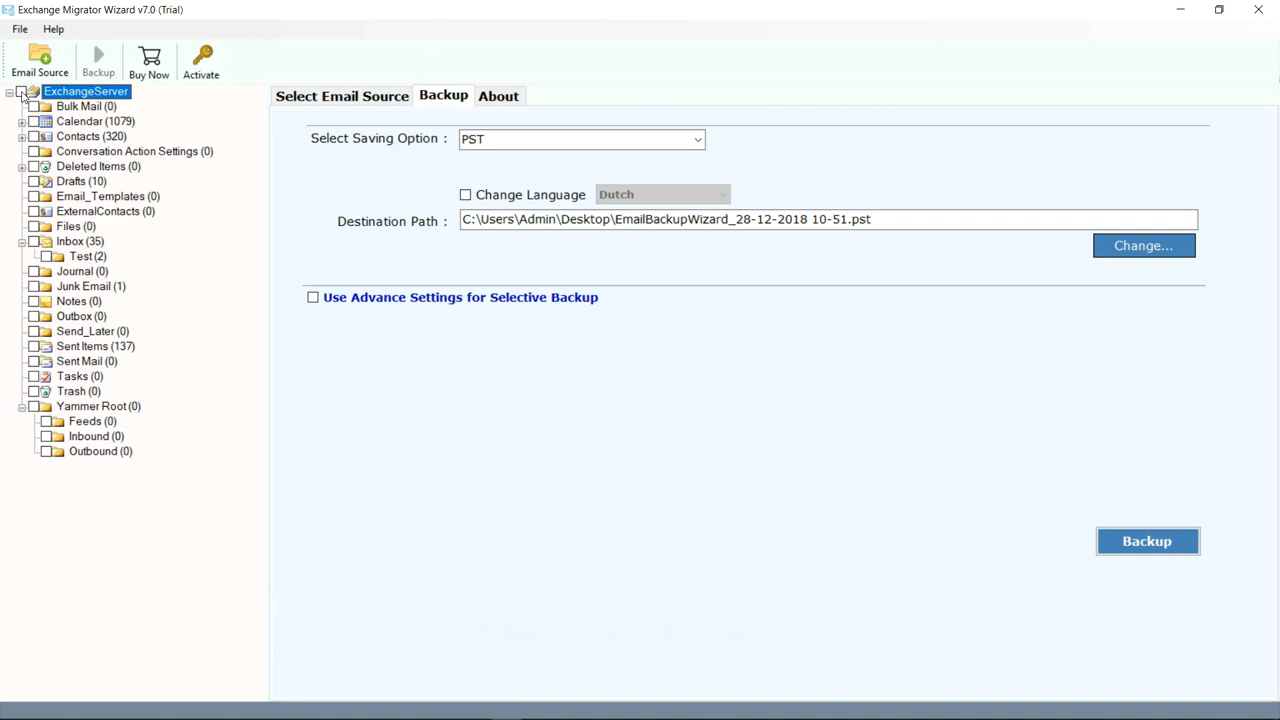 Exchange Migrator Wizard v7.0 (Trial)
File Help
Email Source Backup Buy Now Activate
ExchangeServer
Bulk Mail (0)
Calendar (1079)
Contacts (320)
Conversation Action Settings (0)
Deleted Items (0)
Drafts (10)
Email_Templates (0)
ExternalContacts (0)
Files (0)
Inbox (35)
Test (2)
Journal (0)
Junk Email (1)
Notes (0)
Outbox (0)
Send_Later (0)
Sent Items (137)
Sent Mail (0)
Tasks (0)
Trash (0)
Yammer Root (0)
Feeds (0)
Inbound (0)
Outbound (0)
Select Email Source Backup About
Select Saving Option : PST
Change Language Dutch
Destination Path : C:\Users\Admin\Desktop\EmailBackupWizard_28-12-2018 10-51.pst
Change...
Use Advance Settings for Selective Backup
Backup